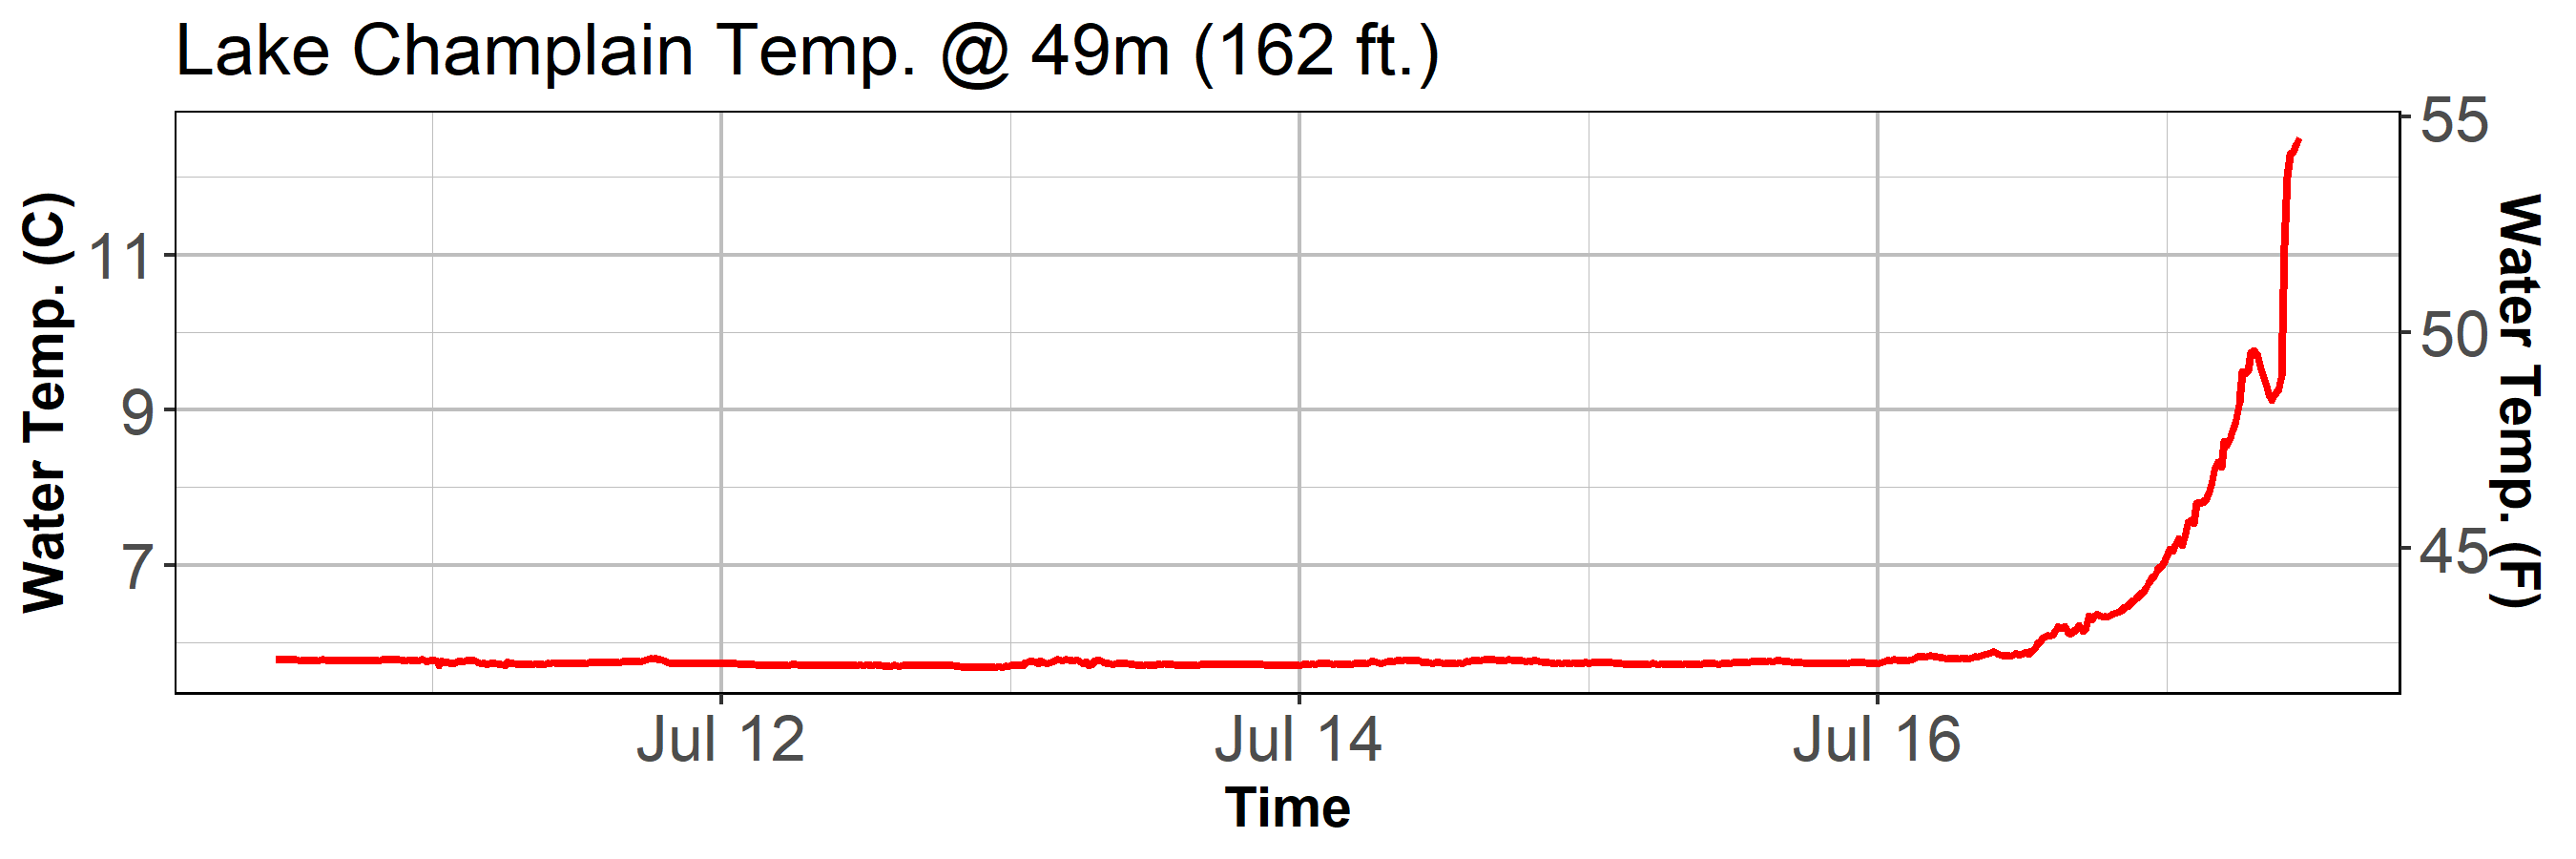 Lake Champlain Temp. @ 49m (162 ft.)
Water Temp. (C)
11
9
7
55
50
45
Water Temp. (F)
Jul 12
Jul 14
Jul 16
Time